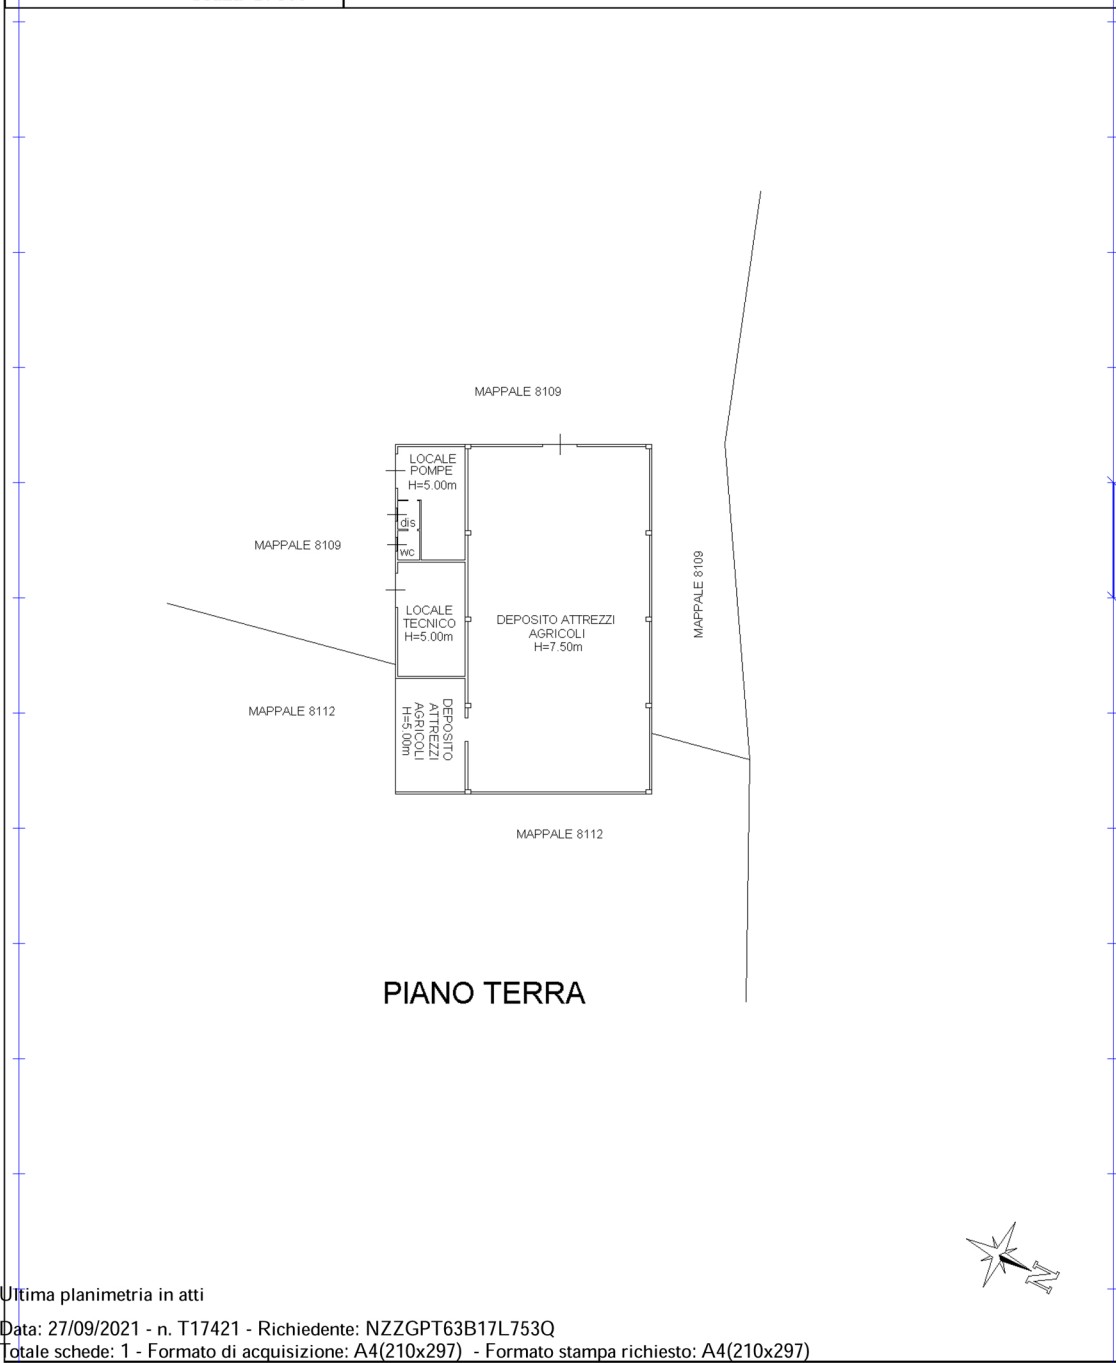 MAPPALE 8109
LOCALE
POMPE
H=5.00m
dis
wc
MAPPALE 8109
LOCALE
TECNICO
H=5.00m
DEPOSITO ATTREZZI
AGRICOLI
H=7.50m
MAPPALE 8109
DEPOSITO
ATTREZZI
AGRICOLI
H=5.00m
MAPPALE 8112
MAPPALE 8112
PIANO TERRA
N
Ultima planimetria in atti
Data: 27/09/2021 - n. T17421 - Richiedente: NZZGPT63B17L753Q
Totale schede: 1 - Formato di acquisizione: A4(210x297) - Formato stampa richiesto: A4(210x297)